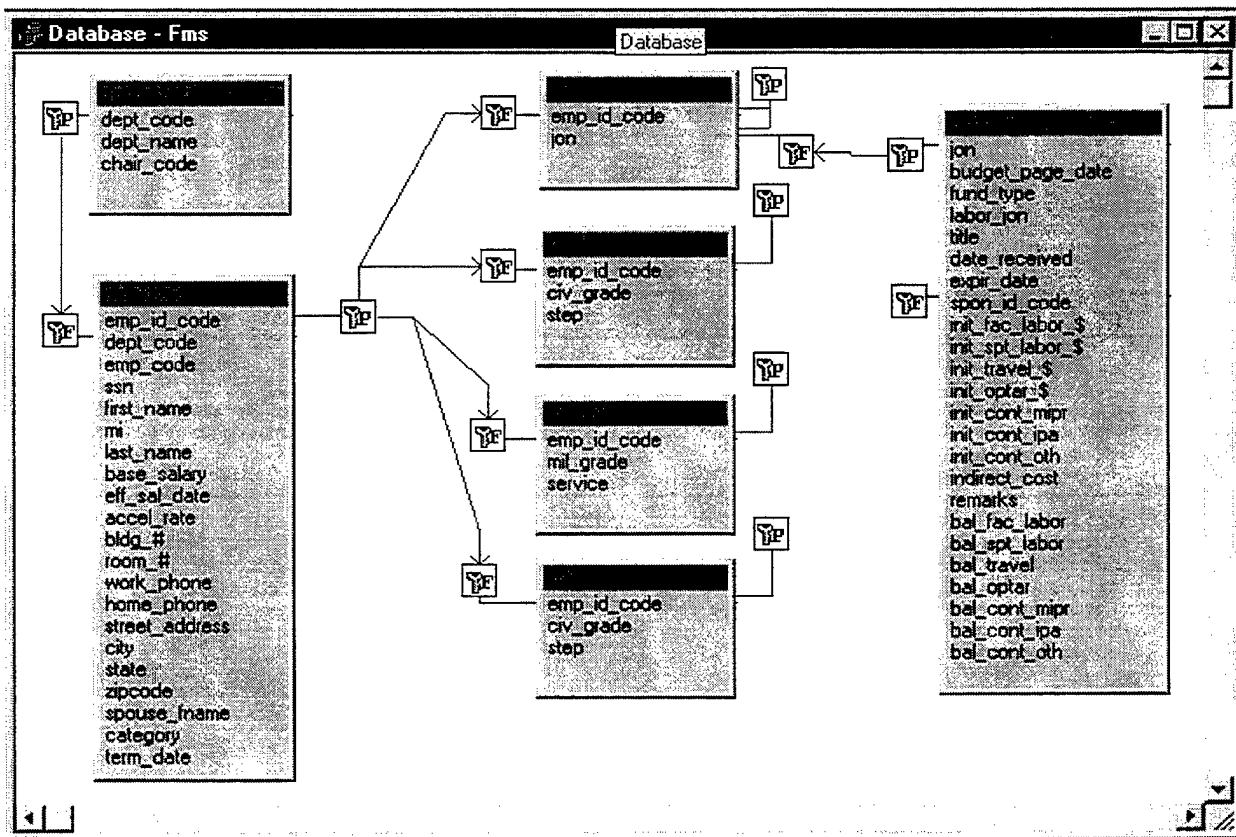 Database - Fms
Database
dept_code
dept_name
chair_code
emp_id_code
dept_code
emp_code
ssn
first_name
mi
last_name
base_salary
eff_sal_date
accel_rate
bldg_#
room_#
work_phone
home_phone
street_address
city
state
zipcode
spouse_fname
category
term_date
P
F
P
F
emp_id_code
jon
P
F
P
F
emp_id_code
civ_grade
step
P
F
emp_id_code
mil_grade
service
P
F
emp_id_code
civ_grade
step
P
F
jon
budget_page_date
fund_type
labor_jon
title
date_received
expir_date
spon_id_code
init_fac_labor_$
init_spt_labor_$
init_travel_$
init_optar_$
init_cont_mipr
init_cont_ipa
init_cont_oth
indirect_cost
remarks
bal_fac_labor
bal_spt_labor
bal_travel
bal_optar
bal_cont_mipr
bal_cont_ipa
bal_cont_oth